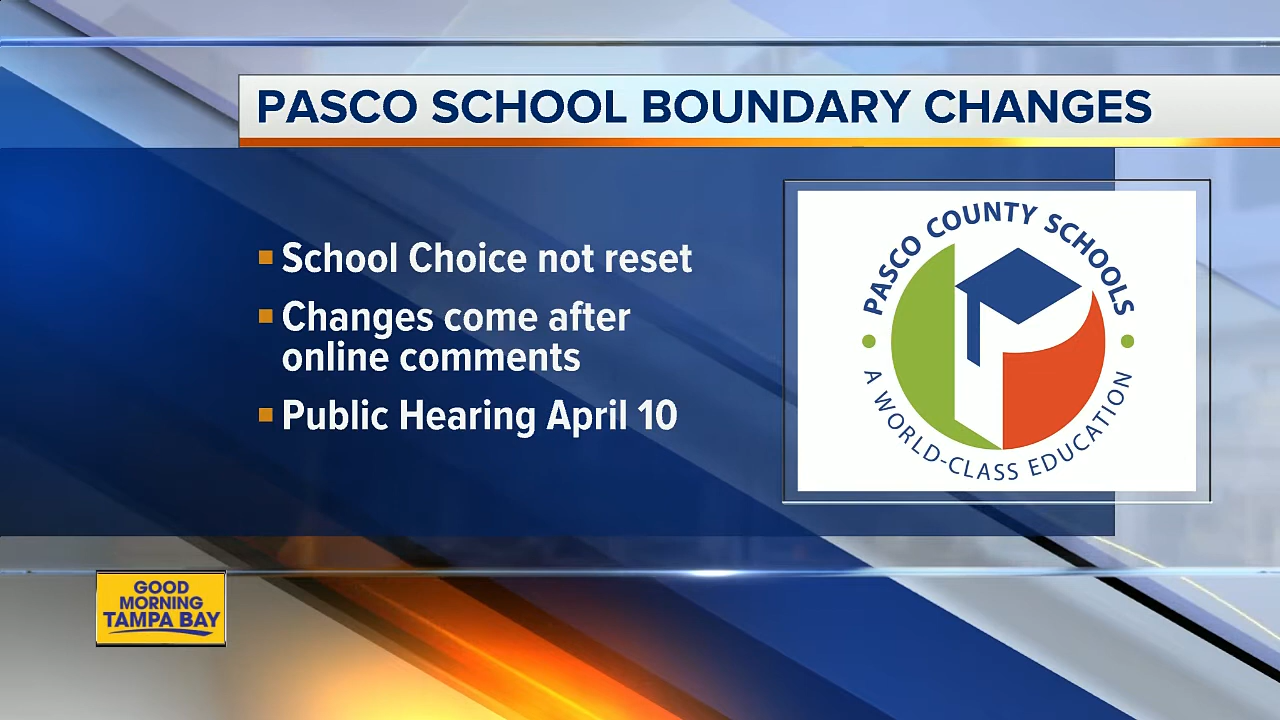 PASCO SCHOOL BOUNDARY CHANGES
School Choice not reset
Changes come after
online comments
Public Hearing April 10
PASCO COUNTY SCHOOLS
A WORLD-CLASS EDUCATION
GOOD
MORNING
TAMPA BAY